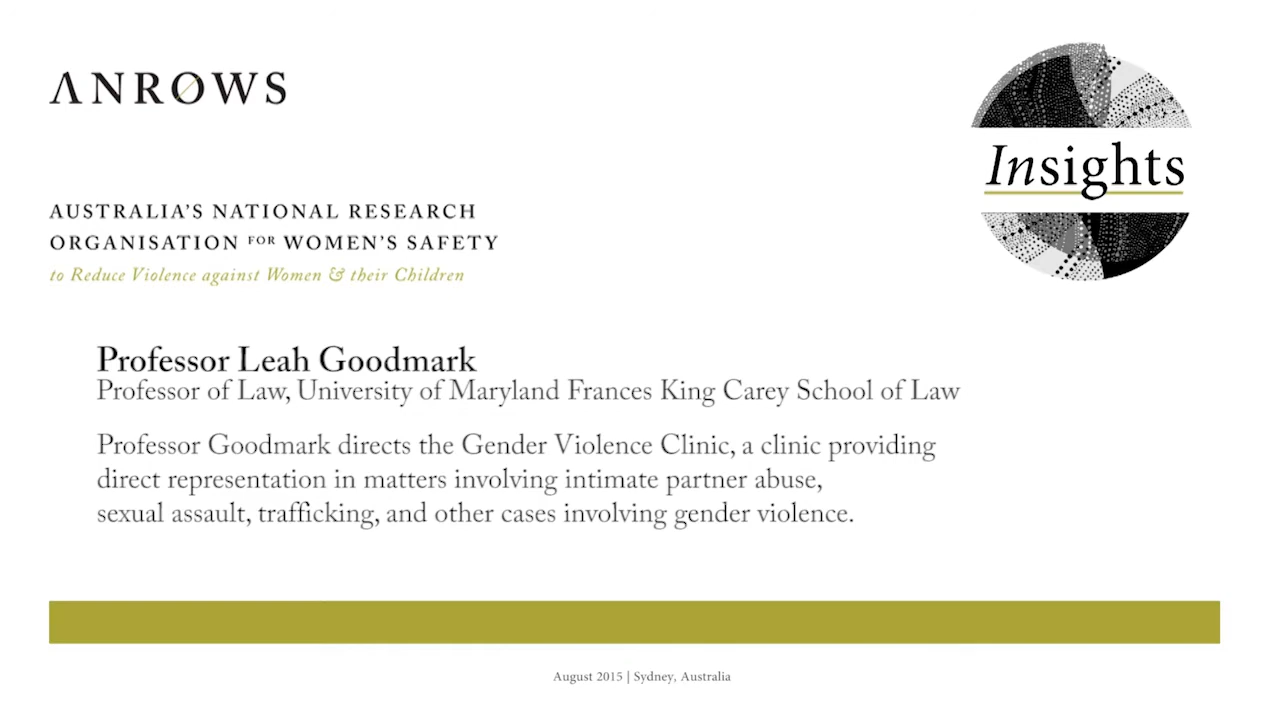 ANROWS
Insights
AUSTRALIA'S NATIONAL RESEARCH
ORGANISATION FOR WOMEN'S SAFETY
to Reduce Violence against Women & their Children
Professor Leah Goodmark
Professor of Law, University of Maryland Frances King Carey School of Law
Professor Goodmark directs the Gender Violence Clinic, a clinic providing
direct representation in matters involving intimate partner abuse,
sexual assault, trafficking, and other cases involving gender violence.
August 2015 | Sydney, Australia